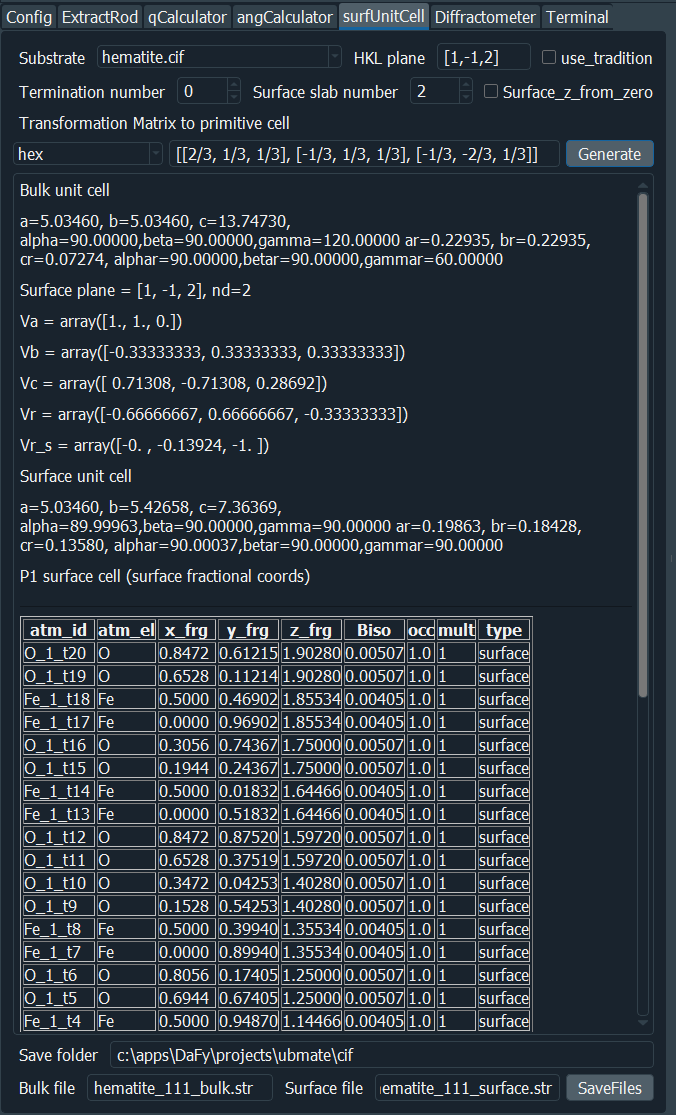 Config ExtractRod qCalculator angCalculator surfUnitCell Diffractometer Terminal
Substrate hematite.cif HKL plane [1,-1,2] use_tradition
Termination number 0 Surface slab number 2 Surface_z_from_zero
Transformation Matrix to primitive cell
hex [[2/3, 1/3, 1/3], [-1/3, 1/3, 1/3], [-1/3, -2/3, 1/3]] Generate
Bulk unit cell
a=5.03460, b=5.03460, c=13.74730,
alpha=90.00000,beta=90.00000,gamma=120.00000 ar=0.22935, br=0.22935,
cr=0.07274, alphar=90.00000,betar=90.00000,gammar=60.00000
Surface plane = [1, -1, 2], nd=2
Va = array([1., 1., 0.])
Vb = array([-0.33333333, 0.33333333, 0.33333333])
Vc = array([ 0.71308, -0.71308, 0.28692])
Vr = array([-0.66666667, 0.66666667, -0.33333333])
Vr_s = array([-0. , -0.13924, -1. ])
Surface unit cell
a=5.03460, b=5.42658, c=7.36369,
alpha=89.99963,beta=90.00000,gamma=90.00000 ar=0.19863, br=0.18428,
cr=0.13580, alphar=90.00037,betar=90.00000,gammar=90.00000
P1 surface cell (surface fractional coords)
atm_id atm_el x_frg y_frg z_frg Biso occ mult type
O_1_t20 O 0.8472 0.61215 1.90280 0.00507 1.0 1 surface
O_1_t19 O 0.6528 0.11214 1.90280 0.00507 1.0 1 surface
Fe_1_t18 Fe 0.5000 0.46902 1.85534 0.00405 1.0 1 surface
Fe_1_t17 Fe 0.0000 0.96902 1.85534 0.00405 1.0 1 surface
O_1_t16 O 0.3056 0.74367 1.75000 0.00507 1.0 1 surface
O_1_t15 O 0.1944 0.24367 1.75000 0.00507 1.0 1 surface
Fe_1_t14 Fe 0.5000 0.01832 1.64466 0.00405 1.0 1 surface
Fe_1_t13 Fe 0.0000 0.51832 1.64466 0.00405 1.0 1 surface
O_1_t12 O 0.8472 0.87520 1.59720 0.00507 1.0 1 surface
O_1_t11 O 0.6528 0.37519 1.59720 0.00507 1.0 1 surface
O_1_t10 O 0.3472 0.04253 1.40280 0.00507 1.0 1 surface
O_1_t9 O 0.1528 0.54253 1.40280 0.00507 1.0 1 surface
Fe_1_t8 Fe 0.5000 0.39940 1.35534 0.00405 1.0 1 surface
Fe_1_t7 Fe 0.0000 0.89940 1.35534 0.00405 1.0 1 surface
O_1_t6 O 0.8056 0.17405 1.25000 0.00507 1.0 1 surface
O_1_t5 O 0.6944 0.67405 1.25000 0.00507 1.0 1 surface
Fe_1_t4 Fe 0.5000 0.94870 1.14466 0.00405 1.0 1 surface
Save folder c:\apps\DaFy\projects\ubmate\cif
Bulk file hematite_111_bulk.str Surface file ematite_111_surface.str SaveFiles